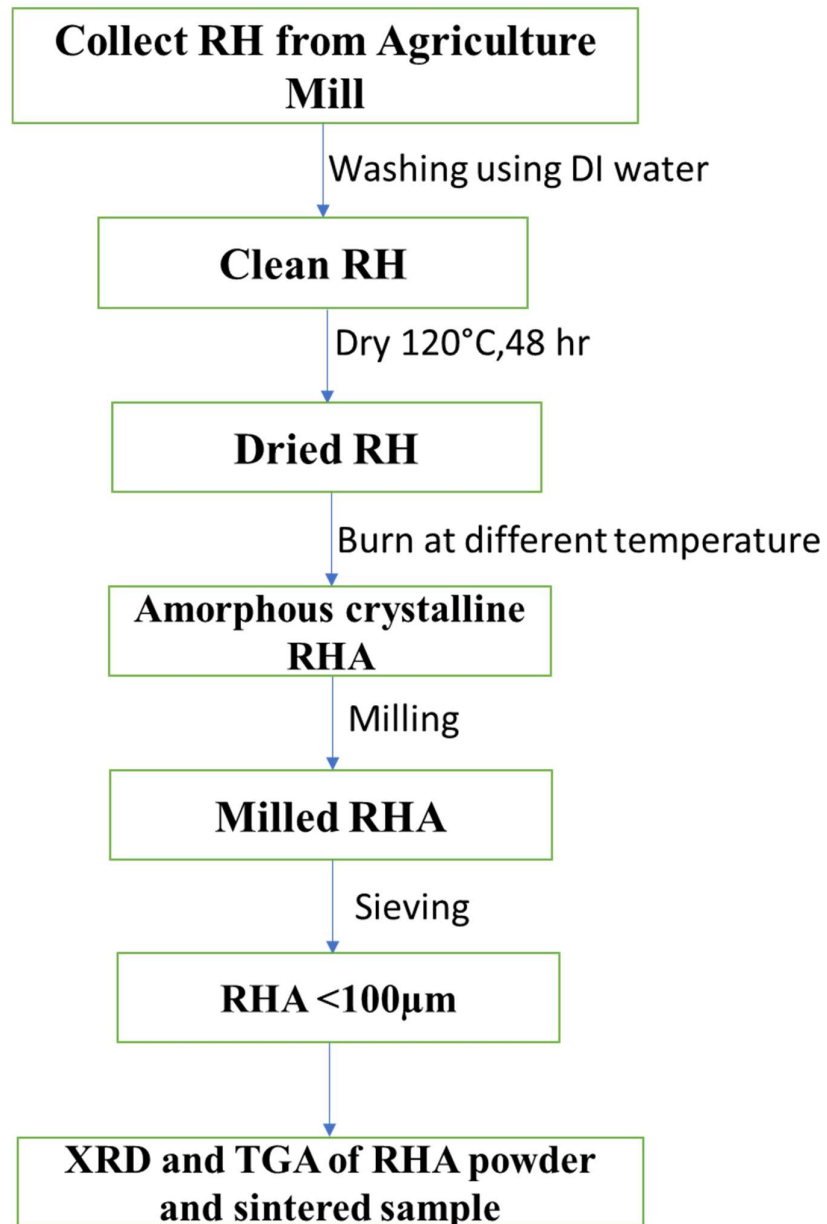 Collect RH from Agriculture
Mill
Washing using DI water
Clean RH
Dry 120°C,48 hr
Dried RH
Burn at different temperature
Amorphous crystalline
RHA
Milling
Milled RHA
Sieving
RHA <100µm
XRD and TGA of RHA powder
and sintered sample